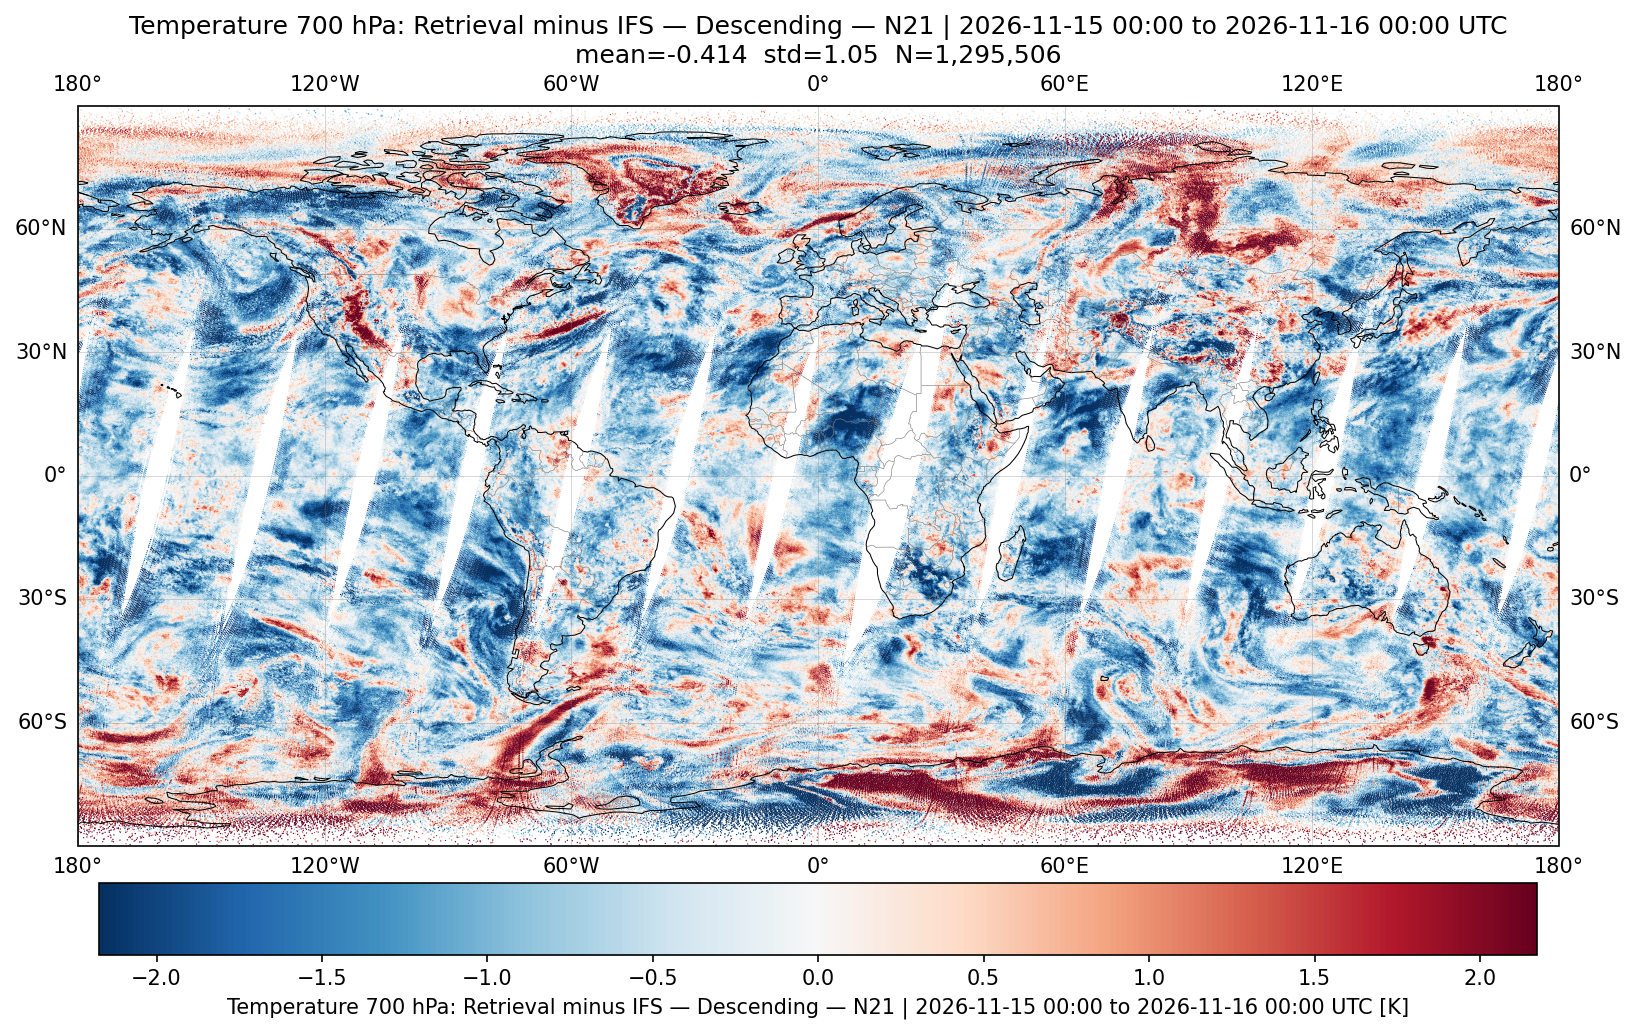 Temperature 700 hPa: Retrieval minus IFS — Descending — N21 | 2026-11-15 00:00 to 2026-11-16 00:00 UTC
mean=-0.414  std=1.05  N=1,295,506
180° 120°W 60°W 0° 60°E 120°E 180°
60°N 60°N
30°N 30°N
0° 0°
30°S 30°S
60°S 60°S
180° 120°W 60°W 0° 60°E 120°E 180°
−2.0 −1.5 −1.0 −0.5 0.0 0.5 1.0 1.5 2.0
Temperature 700 hPa: Retrieval minus IFS — Descending — N21 | 2026-11-15 00:00 to 2026-11-16 00:00 UTC [K]